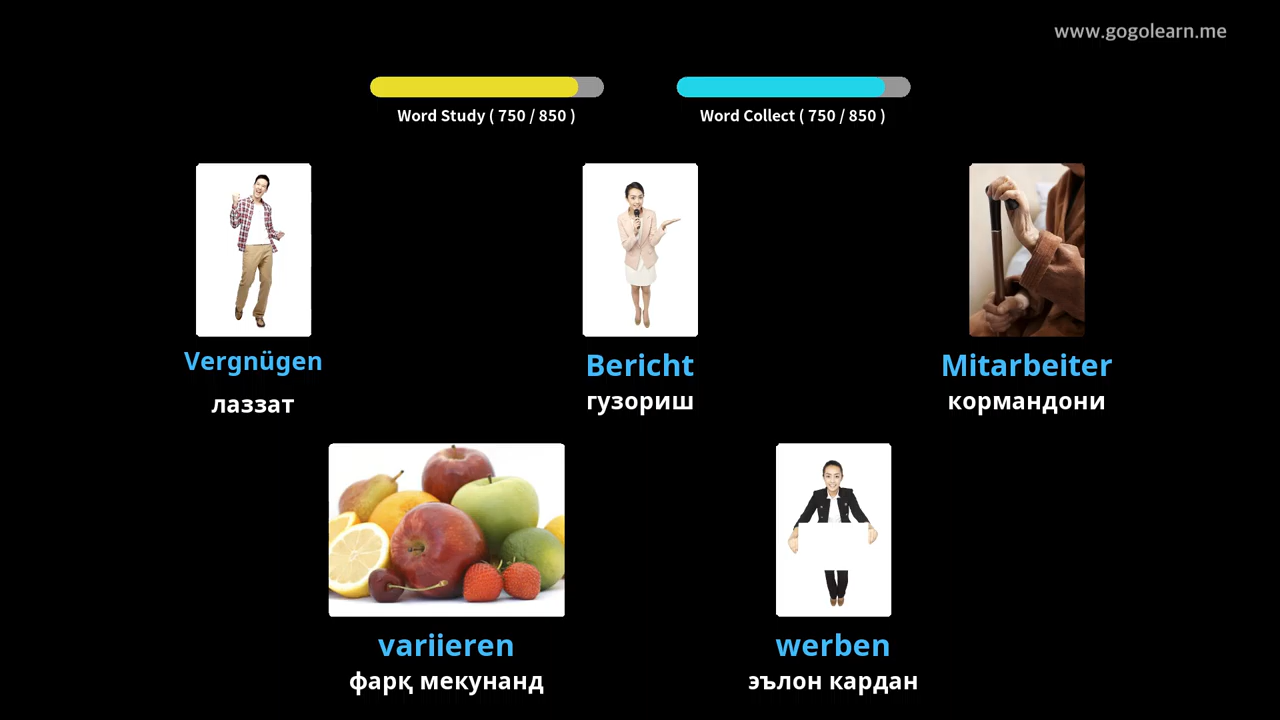 www.gogolearn.me
Word Study ( 750 / 850 )
Word Collect ( 750 / 850 )
Vergnügen
лаззат
Bericht
гузориш
Mitarbeiter
кормандони
variieren
фарқ мекунанд
werben
эълон кардан